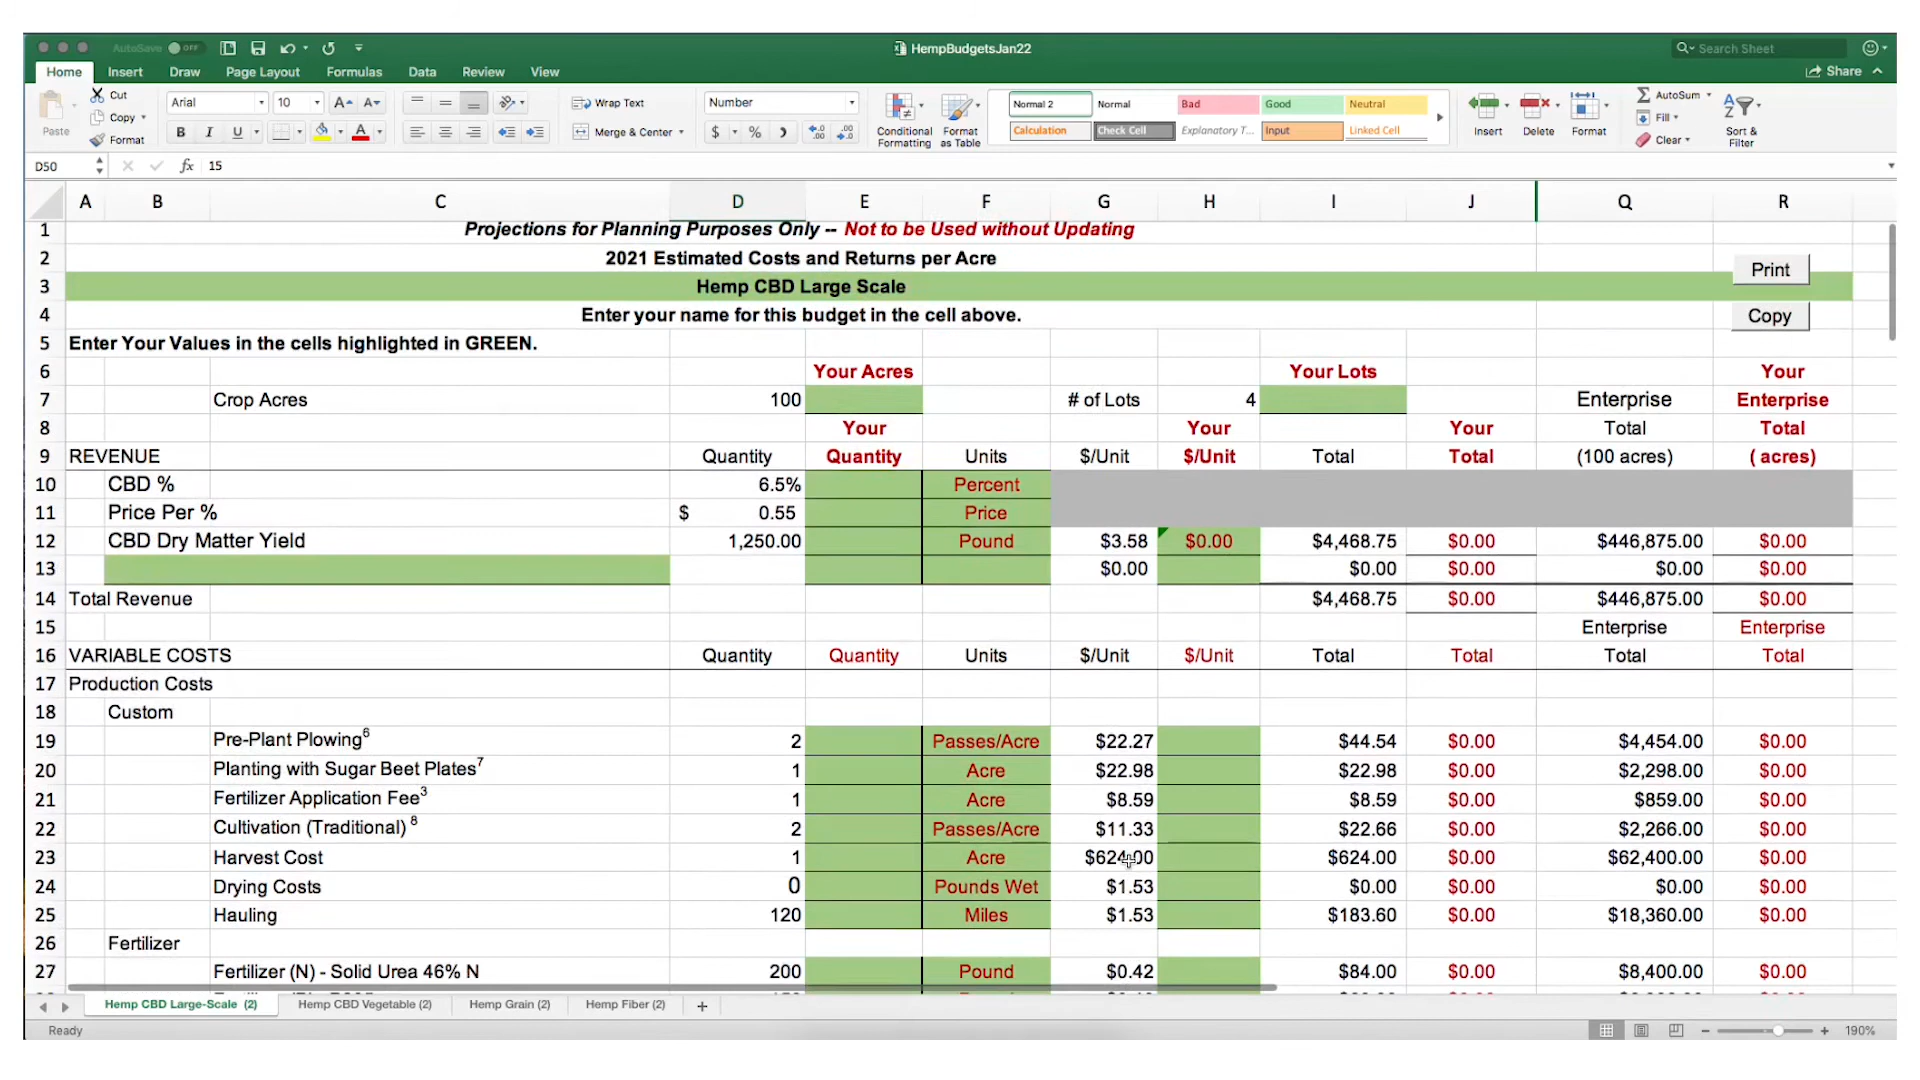 AutoSave OFF HempBudgetsJan22 Search Sheet
Home Insert Draw Page Layout Formulas Data Review View Share
Paste Cut Copy Format Arial 10 A A Wrap Text Number Conditional Formatting Format as Table Normal 2 Normal Bad Good Neutral Insert Delete Format AutoSum Fill Clear Sort & Filter
B I U A Merge & Center $ % Calculation Check Cell Explanatory T... Input Linked Cell
D50 fx 15
A B C D E F G H I J Q R
1 Projections for Planning Purposes Only -- Not to be Used without Updating
2 2021 Estimated Costs and Returns per Acre Print
3 Hemp CBD Large Scale
4 Enter your name for this budget in the cell above. Copy
5 Enter Your Values in the cells highlighted in GREEN.
6 Your Acres Your Lots Your
7 Crop Acres 100 # of Lots 4 Enterprise Enterprise
8 Your Your Your Total Total
9 REVENUE Quantity Quantity Units $/Unit $/Unit Total Total (100 acres) ( acres)
10 CBD % 6.5% Percent
11 Price Per % $ 0.55 Price
12 CBD Dry Matter Yield 1,250.00 Pound $3.58 $0.00 $4,468.75 $0.00 $446,875.00 $0.00
13 $0.00 $0.00 $0.00 $0.00 $0.00
14 Total Revenue $4,468.75 $0.00 $446,875.00 $0.00
15 Enterprise Enterprise
16 VARIABLE COSTS Quantity Quantity Units $/Unit $/Unit Total Total Total Total
17 Production Costs
18 Custom
19 Pre-Plant Plowing6 2 Passes/Acre $22.27 $44.54 $0.00 $4,454.00 $0.00
20 Planting with Sugar Beet Plates7 1 Acre $22.98 $22.98 $0.00 $2,298.00 $0.00
21 Fertilizer Application Fee3 1 Acre $8.59 $8.59 $0.00 $859.00 $0.00
22 Cultivation (Traditional) 8 2 Passes/Acre $11.33 $22.66 $0.00 $2,266.00 $0.00
23 Harvest Cost 1 Acre $624.00 $624.00 $0.00 $62,400.00 $0.00
24 Drying Costs 0 Pounds Wet $1.53 $0.00 $0.00 $0.00 $0.00
25 Hauling 120 Miles $1.53 $183.60 $0.00 $18,360.00 $0.00
26 Fertilizer
27 Fertilizer (N) - Solid Urea 46% N 200 Pound $0.42 $84.00 $0.00 $8,400.00 $0.00
Hemp CBD Large-Scale (2) Hemp CBD Vegetable (2) Hemp Grain (2) Hemp Fiber (2) +
Ready 190%